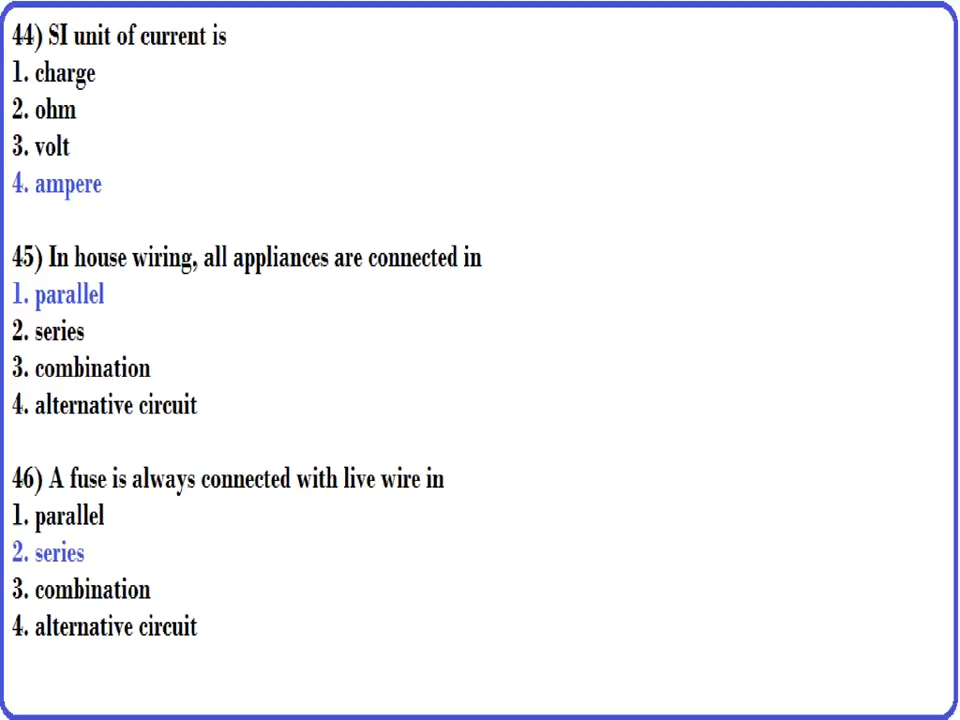 44) SI unit of current is
1. charge
2. ohm
3. volt
4. ampere
45) In house wiring, all appliances are connected in
1. parallel
2. series
3. combination
4. alternative circuit
46) A fuse is always connected with live wire in
1. parallel
2. series
3. combination
4. alternative circuit